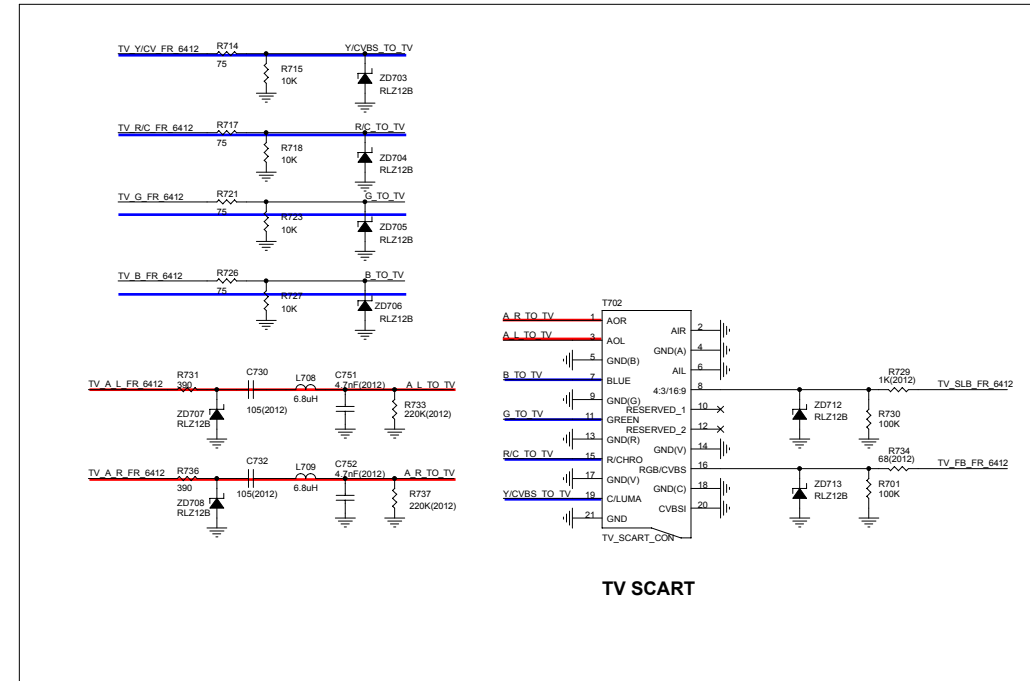 TV_Y/CV_FR_6412 R714 Y/CVBS_TO_TV
75
R715
10K
ZD703
RLZ12B
TV_R/C_FR_6412 R717 R/C_TO_TV
75
R718
10K
ZD704
RLZ12B
TV_G_FR_6412 R721 G_TO_TV
75
R723
10K
ZD705
RLZ12B
TV_B_FR_6412 R726 B_TO_TV
75
R727
10K
ZD706
RLZ12B
TV_A_L_FR_6412 R731 C730 L708 C751 A_L_TO_TV
390 105(2012) 6.8uH 4.7nF(2012)
ZD707
RLZ12B
R733
220K(2012)
TV_A_R_FR_6412 R736 C732 L709 C752 A_R_TO_TV
390 105(2012) 6.8uH 4.7nF(2012)
ZD708
RLZ12B
R737
220K(2012)
T702
A_R_TO_TV 1 AOR
AIR 2
A_L_TO_TV 3 AOL
GND(A) 4
5 GND(B)
AIL 6
B_TO_TV 7 BLUE
4:3/16:9 8
9 GND(G)
RESERVED_1 10
G_TO_TV 11 GREEN
RESERVED_2 12
13 GND(R)
GND(V) 14
R/C_TO_TV 15 R/CHRO
RGB/CVBS 16
17 GND(V)
GND(C) 18
Y/CVBS_TO_TV 19 C/LUMA
CVBSI 20
21 GND
TV_SCART_CON
R729
1K(2012) TV_SLB_FR_6412
ZD712
RLZ12B
R730
100K
R734
68(2012) TV_FB_FR_6412
ZD713
RLZ12B
R701
100K
TV SCART